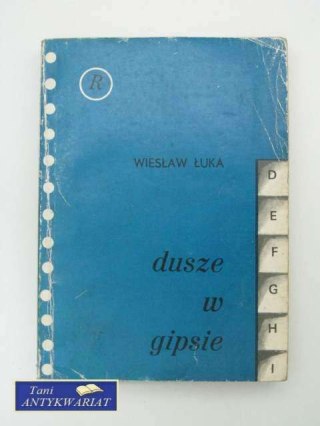 R
WIESŁAW ŁUKA
D
E
F
G
H
I
dusze
w
gipsie
Tani
ANTYKWARIAT